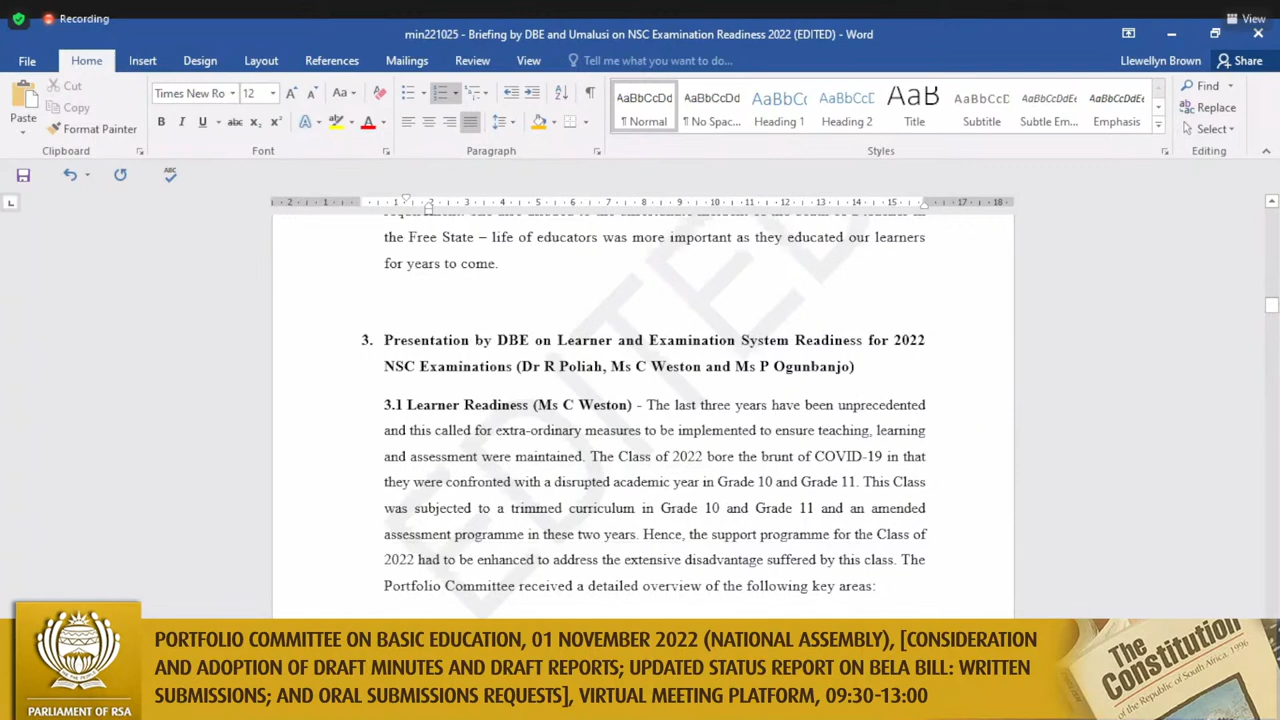 Recording
View
min221025 - Briefing by DBE and Umalusi on NSC Examination Readiness 2022 (EDITED) - Word
File Home Insert Design Layout References Mailings Review View Tell me what you want to do... Llewellyn Brown Share
Paste
Cut
Copy
Format Painter
Clipboard
Times New Ro 12
Font
Paragraph
AaBbCcDd AaBbCcDd AaBbC AaBbCc AaB AaBbCcD AaBbCcDd AaBbCcDd
¶ Normal ¶ No Spac... Heading 1 Heading 2 Title Subtitle Subtle Em... Emphasis
Styles
Find
Replace
Select
Editing
the Free State – life of educators was more important as they educated our learners
for years to come.
3. Presentation by DBE on Learner and Examination System Readiness for 2022
NSC Examinations (Dr R Poliah, Ms C Weston and Ms P Ogunbanjo)
3.1 Learner Readiness (Ms C Weston) - The last three years have been unprecedented
and this called for extra-ordinary measures to be implemented to ensure teaching, learning
and assessment were maintained. The Class of 2022 bore the brunt of COVID-19 in that
they were confronted with a disrupted academic year in Grade 10 and Grade 11. This Class
was subjected to a trimmed curriculum in Grade 10 and Grade 11 and an amended
assessment programme in these two years. Hence, the support programme for the Class of
2022 had to be enhanced to address the extensive disadvantage suffered by this class. The
Portfolio Committee received a detailed overview of the following key areas:
EDITED
PORTFOLIO COMMITTEE ON BASIC EDUCATION, 01 NOVEMBER 2022 (NATIONAL ASSEMBLY), [CONSIDERATION
AND ADOPTION OF DRAFT MINUTES AND DRAFT REPORTS; UPDATED STATUS REPORT ON BELA BILL: WRITTEN
SUBMISSIONS; AND ORAL SUBMISSIONS REQUESTS], VIRTUAL MEETING PLATFORM, 09:30-13:00
PARLIAMENT OF RSA
The
Constitution
of the Republic of South Africa, 1996